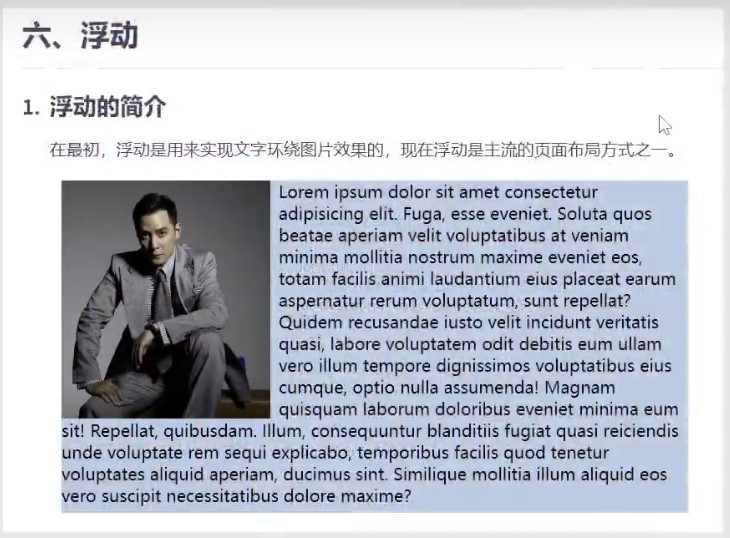 六、浮动
1. 浮动的简介
在最初，浮动是用来实现文字环绕图片效果的，现在浮动是主流的页面布局方式之一。
Lorem ipsum dolor sit amet consectetur
adipisicing elit. Fuga, esse eveniet. Soluta quos
beatae aperiam velit voluptatibus at veniam
minima mollitia nostrum maxime eveniet eos,
totam facilis animi laudantium eius placeat earum
aspernatur rerum voluptatum, sunt repellat?
Quidem recusandae iusto velit incidunt veritatis
quasi, labore voluptatem odit debitis eum ullam
vero illum tempore dignissimos voluptatibus eius
cumque, optio nulla assumenda! Magnam
quisquam laborum doloribus eveniet minima eum
sit! Repellat, quibusdam. Illum, consequuntur blanditiis fugiat quasi reiciendis
unde voluptate rem sequi explicabo, temporibus facilis quod tenetur
voluptates aliquid aperiam, ducimus sint. Similique mollitia illum aliquid eos
vero suscipit necessitatibus dolore maxime?